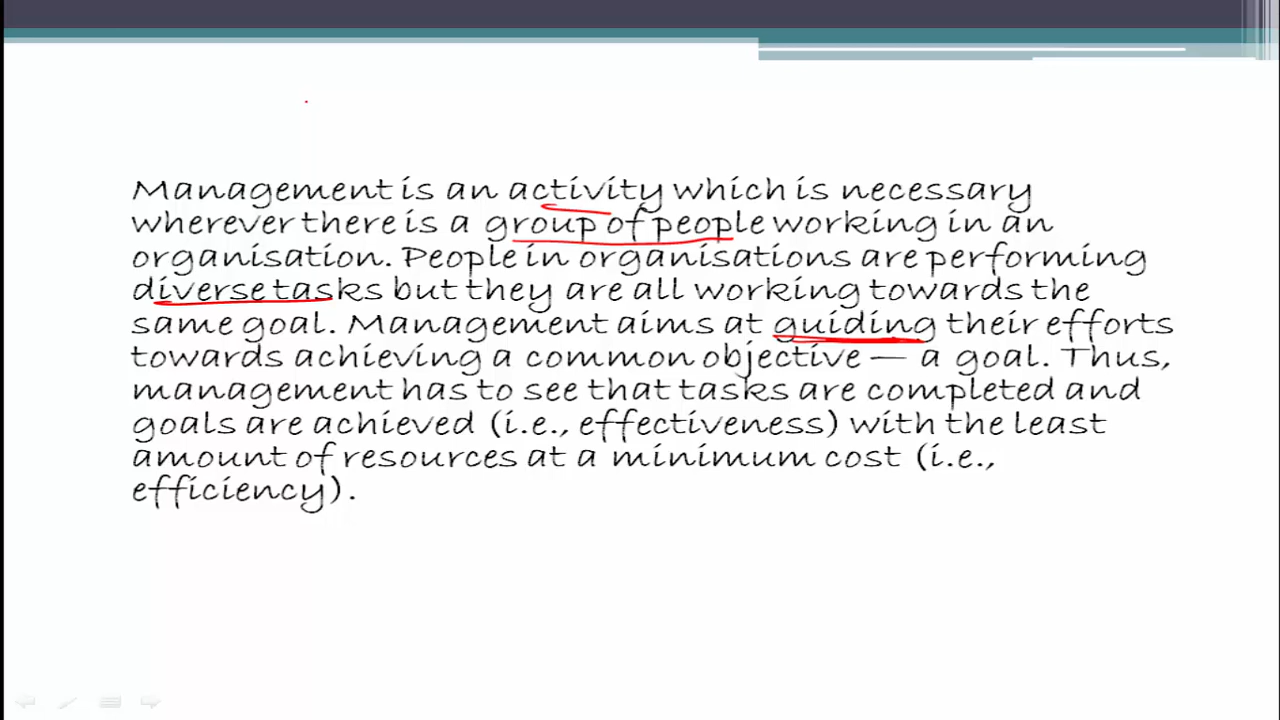 Management is an activity which is necessary
wherever there is a group of people working in an
organisation. People in organisations are performing
diverse tasks but they are all working towards the
same goal. Management aims at guiding their efforts
towards achieving a common objective — a goal. Thus,
management has to see that tasks are completed and
goals are achieved (i.e., effectiveness) with the least
amount of resources at a minimum cost (i.e.,
efficiency).